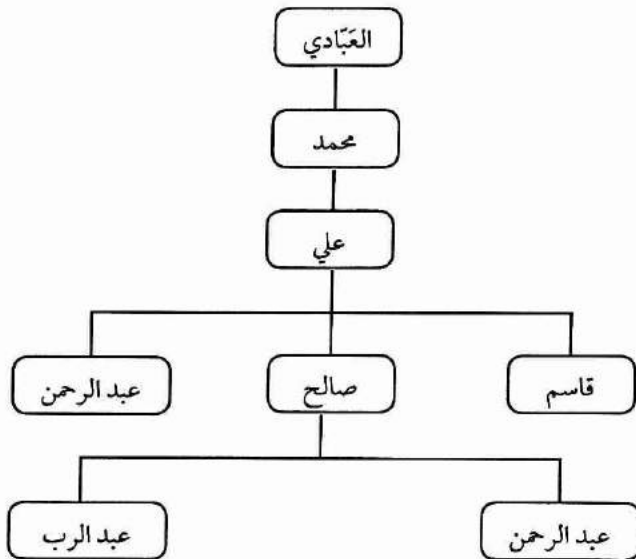 العَبَّادي
محمد
علي
قاسم
صالح
عبد الرحمن
عبد الرحمن
عبد الرب